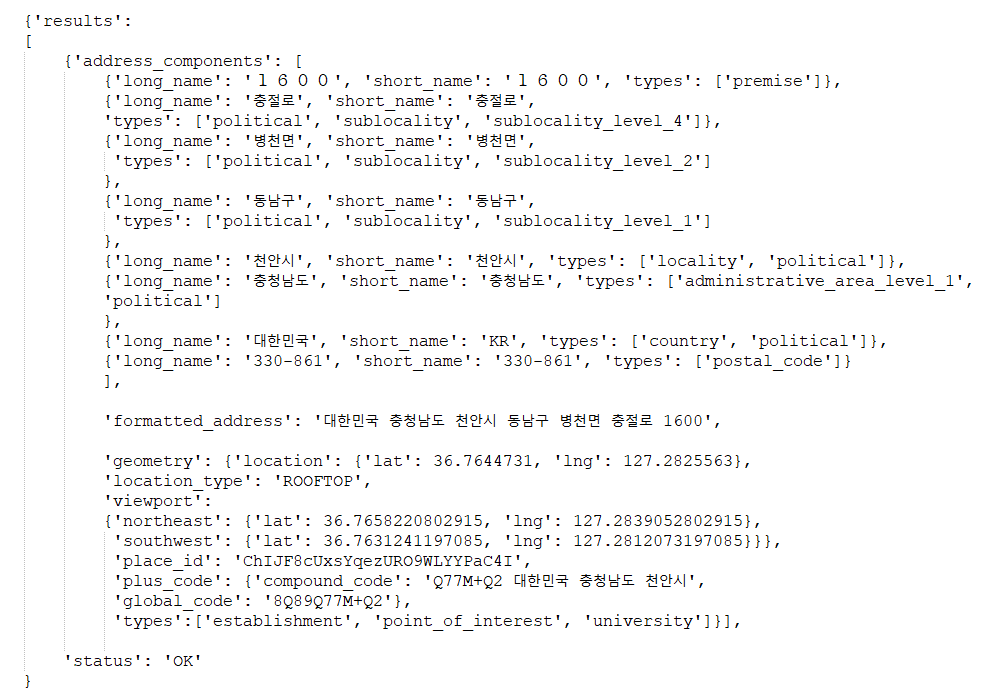 {'results':
[
{'address_components': [
{'long_name': '１６００', 'short_name': '１６００', 'types': ['premise']},
{'long_name': '충절로', 'short_name': '충절로',
'types': ['political', 'sublocality', 'sublocality_level_4']},
{'long_name': '병천면', 'short_name': '병천면',
'types': ['political', 'sublocality', 'sublocality_level_2']
},
{'long_name': '동남구', 'short_name': '동남구',
'types': ['political', 'sublocality', 'sublocality_level_1']
},
{'long_name': '천안시', 'short_name': '천안시', 'types': ['locality', 'political']},
{'long_name': '충청남도', 'short_name': '충청남도', 'types': ['administrative_area_level_1',
'political']
},
{'long_name': '대한민국', 'short_name': 'KR', 'types': ['country', 'political']},
{'long_name': '330-861', 'short_name': '330-861', 'types': ['postal_code']}
],
'formatted_address': '대한민국 충청남도 천안시 동남구 병천면 충절로 1600',
'geometry': {'location': {'lat': 36.7644731, 'lng': 127.2825563},
'location_type': 'ROOFTOP',
'viewport':
{'northeast': {'lat': 36.7658220802915, 'lng': 127.2839052802915},
'southwest': {'lat': 36.7631241197085, 'lng': 127.2812073197085}}},
'place_id': 'ChIJF8cUxsYqezURO9WLYYPaC4I',
'plus_code': {'compound_code': 'Q77M+Q2 대한민국 충청남도 천안시',
'global_code': '8Q89Q77M+Q2'},
'types':['establishment', 'point_of_interest', 'university']}],
'status': 'OK'
}